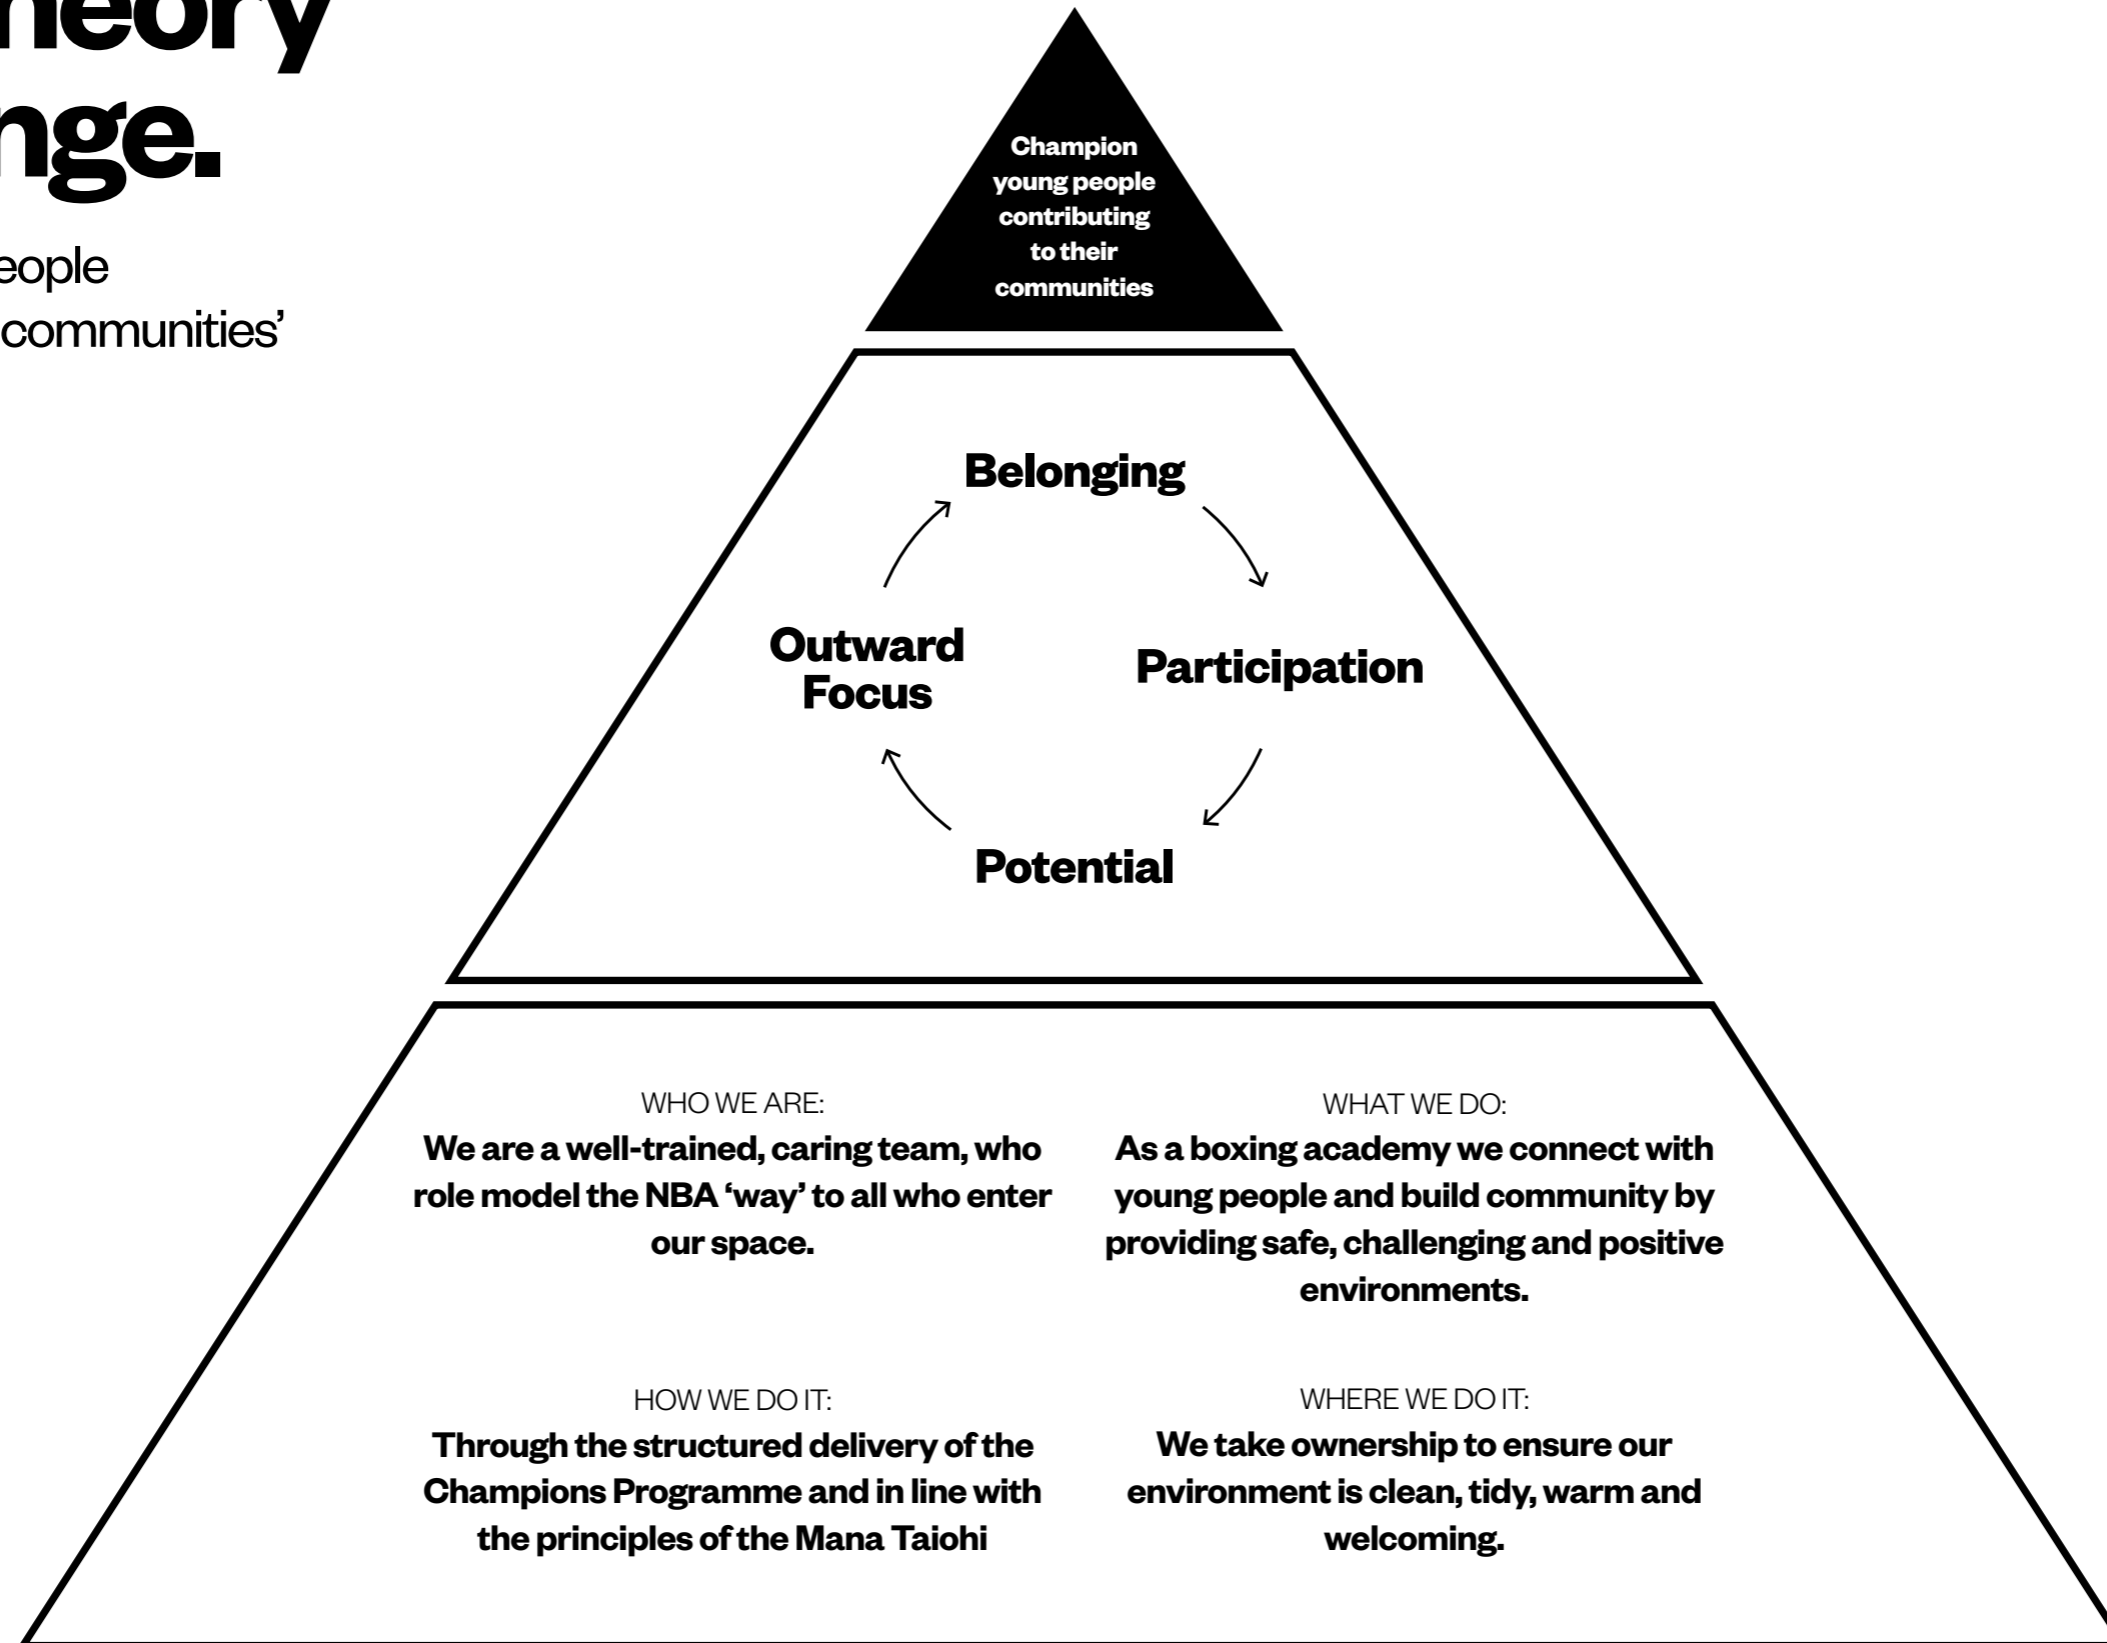 heory
nge.
eople
communities’
Champion
young people
contributing
to their
communities
Belonging
Outward
Focus
Participation
Potential
WHO WE ARE:
We are a well-trained, caring team, who
role model the NBA ‘way’ to all who enter
our space.
WHAT WE DO:
As a boxing academy we connect with
young people and build community by
providing safe, challenging and positive
environments.
HOW WE DO IT:
Through the structured delivery of the
Champions Programme and in line with
the principles of the Mana Taiohi
WHERE WE DO IT:
We take ownership to ensure our
environment is clean, tidy, warm and
welcoming.